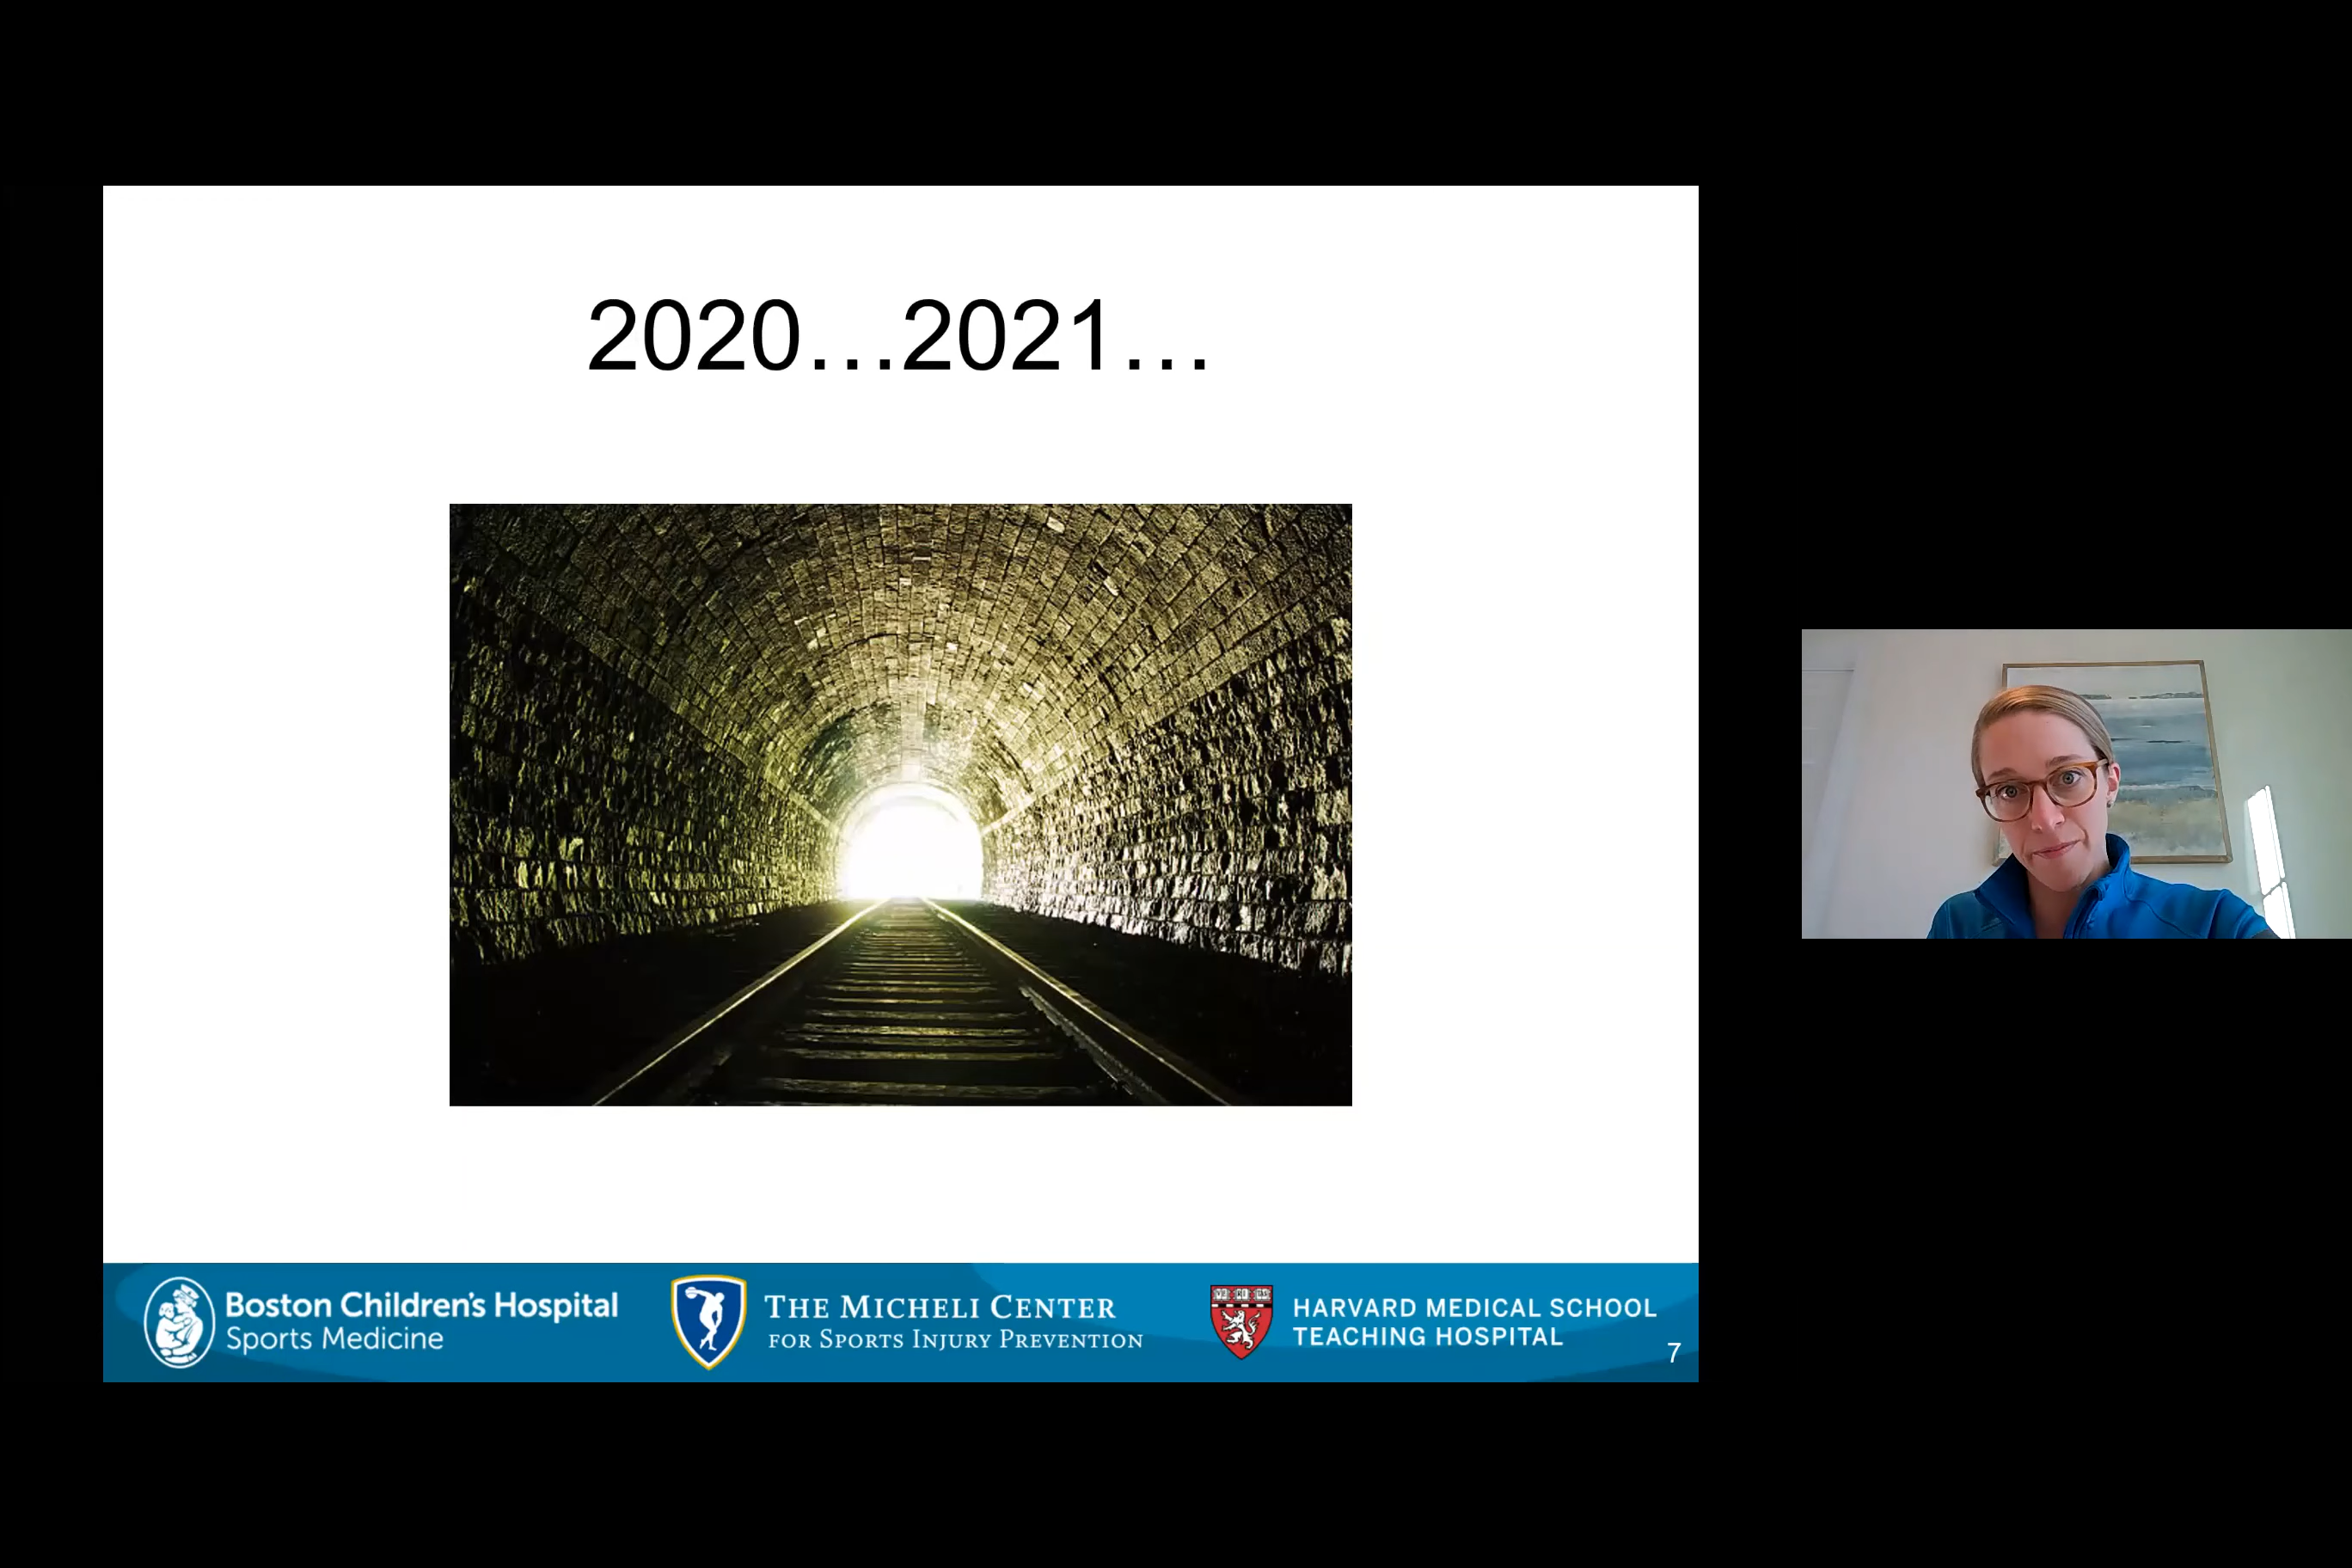 2020…2021…
Boston Children's Hospital
Sports Medicine
THE MICHELI CENTER
FOR SPORTS INJURY PREVENTION
HARVARD MEDICAL SCHOOL
TEACHING HOSPITAL
7